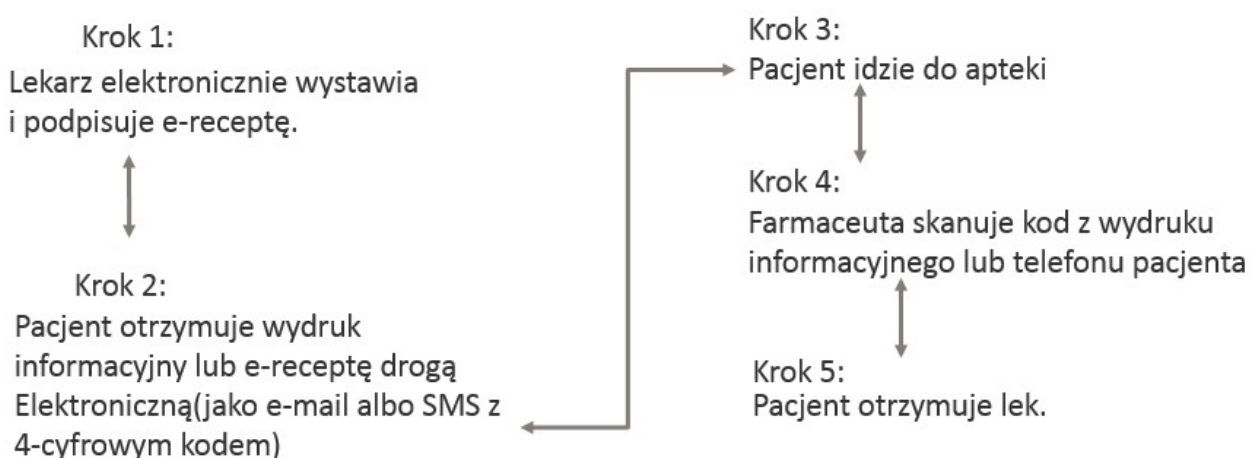 Krok 1:
Lekarz elektronicznie wystawia
i podpisuje e-receptę.
Krok 2:
Pacjent otrzymuje wydruk
informacyjny lub e-receptę drogą
Elektroniczną(jako e-mail albo SMS z
4-cyfrowym kodem)
Krok 3:
Pacjent idzie do apteki
Krok 4:
Farmaceuta skanuje kod z wydruku
informacyjnego lub telefonu pacjenta
Krok 5:
Pacjent otrzymuje lek.